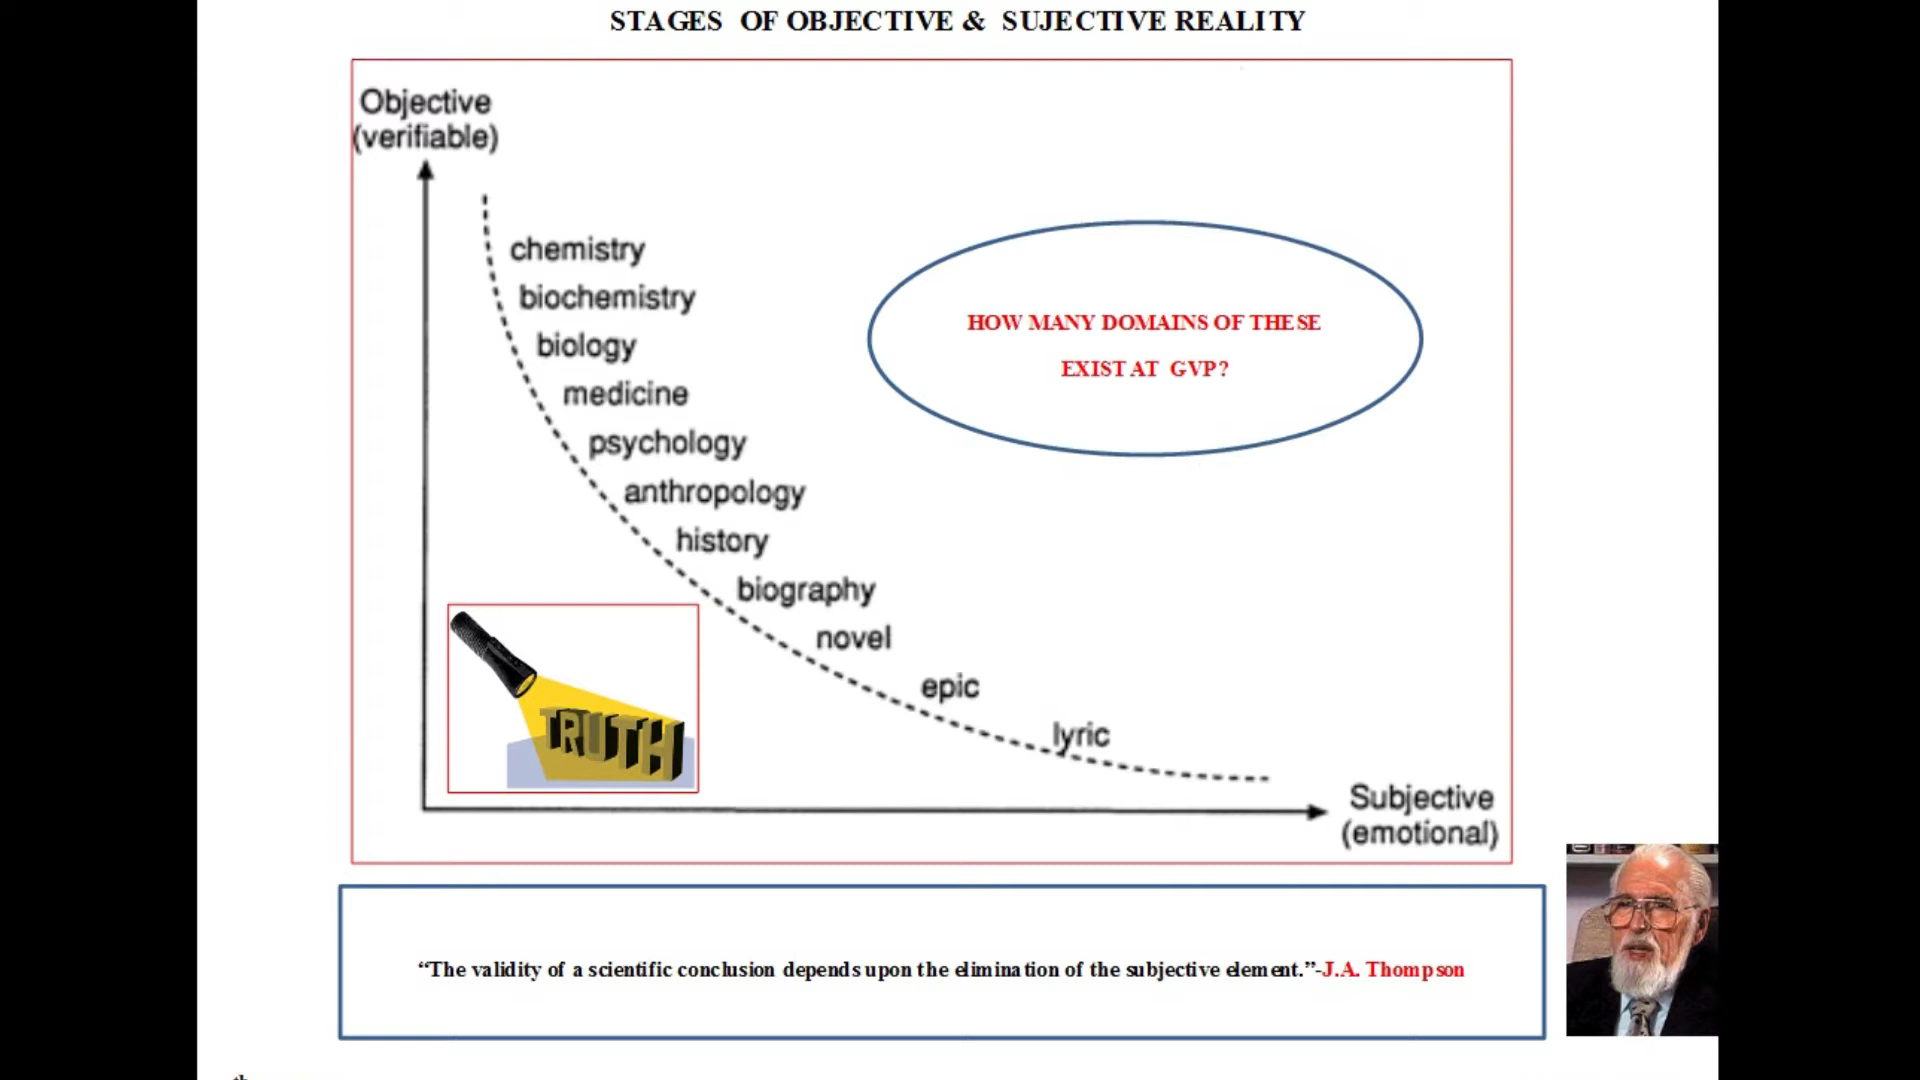 STAGES OF OBJECTIVE & SUJECTIVE REALITY
Objective
(verifiable)
chemistry
biochemistry
biology
medicine
psychology
anthropology
history
biography
novel
epic
lyric
HOW MANY DOMAINS OF THESE
EXIST AT GVP?
TRUTH
Subjective
(emotional)
“The validity of a scientific conclusion depends upon the elimination of the subjective element.”-J.A. Thompson
th